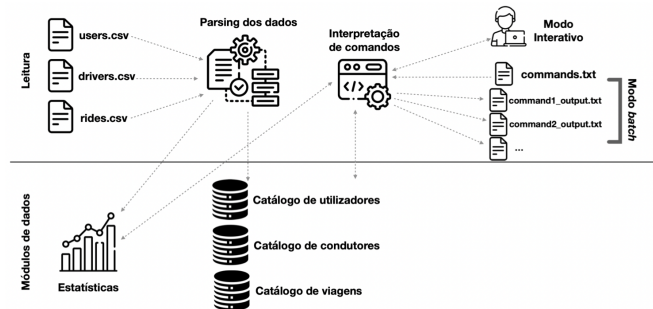 Leitura
users.csv
drivers.csv
rides.csv
Parsing dos dados
Interpretação
de comandos
</>
Modo
Interativo
commands.txt
command1_output.txt
command2_output.txt
...
Modo batch
Módulos de dados
Estatísticas
Catálogo de utilizadores
Catálogo de condutores
Catálogo de viagens